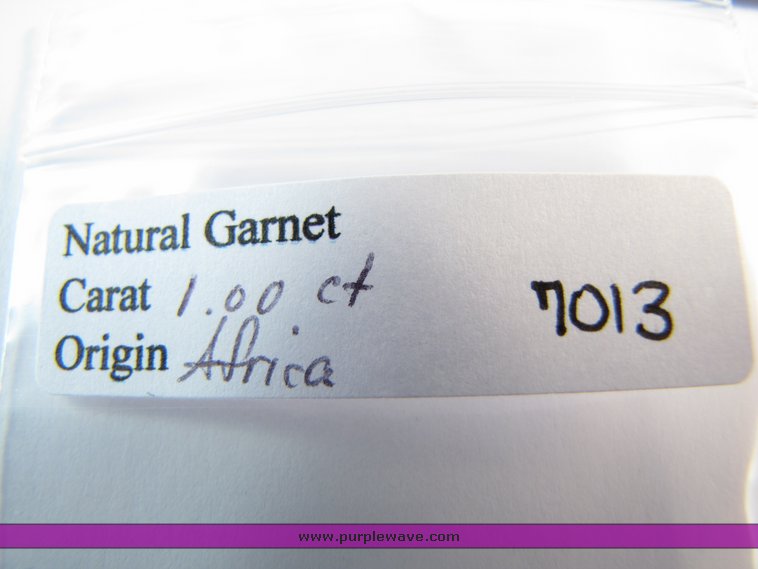 Natural Garnet
Carat 1.00 ct
7013
Origin Africa
www.purplewave.com